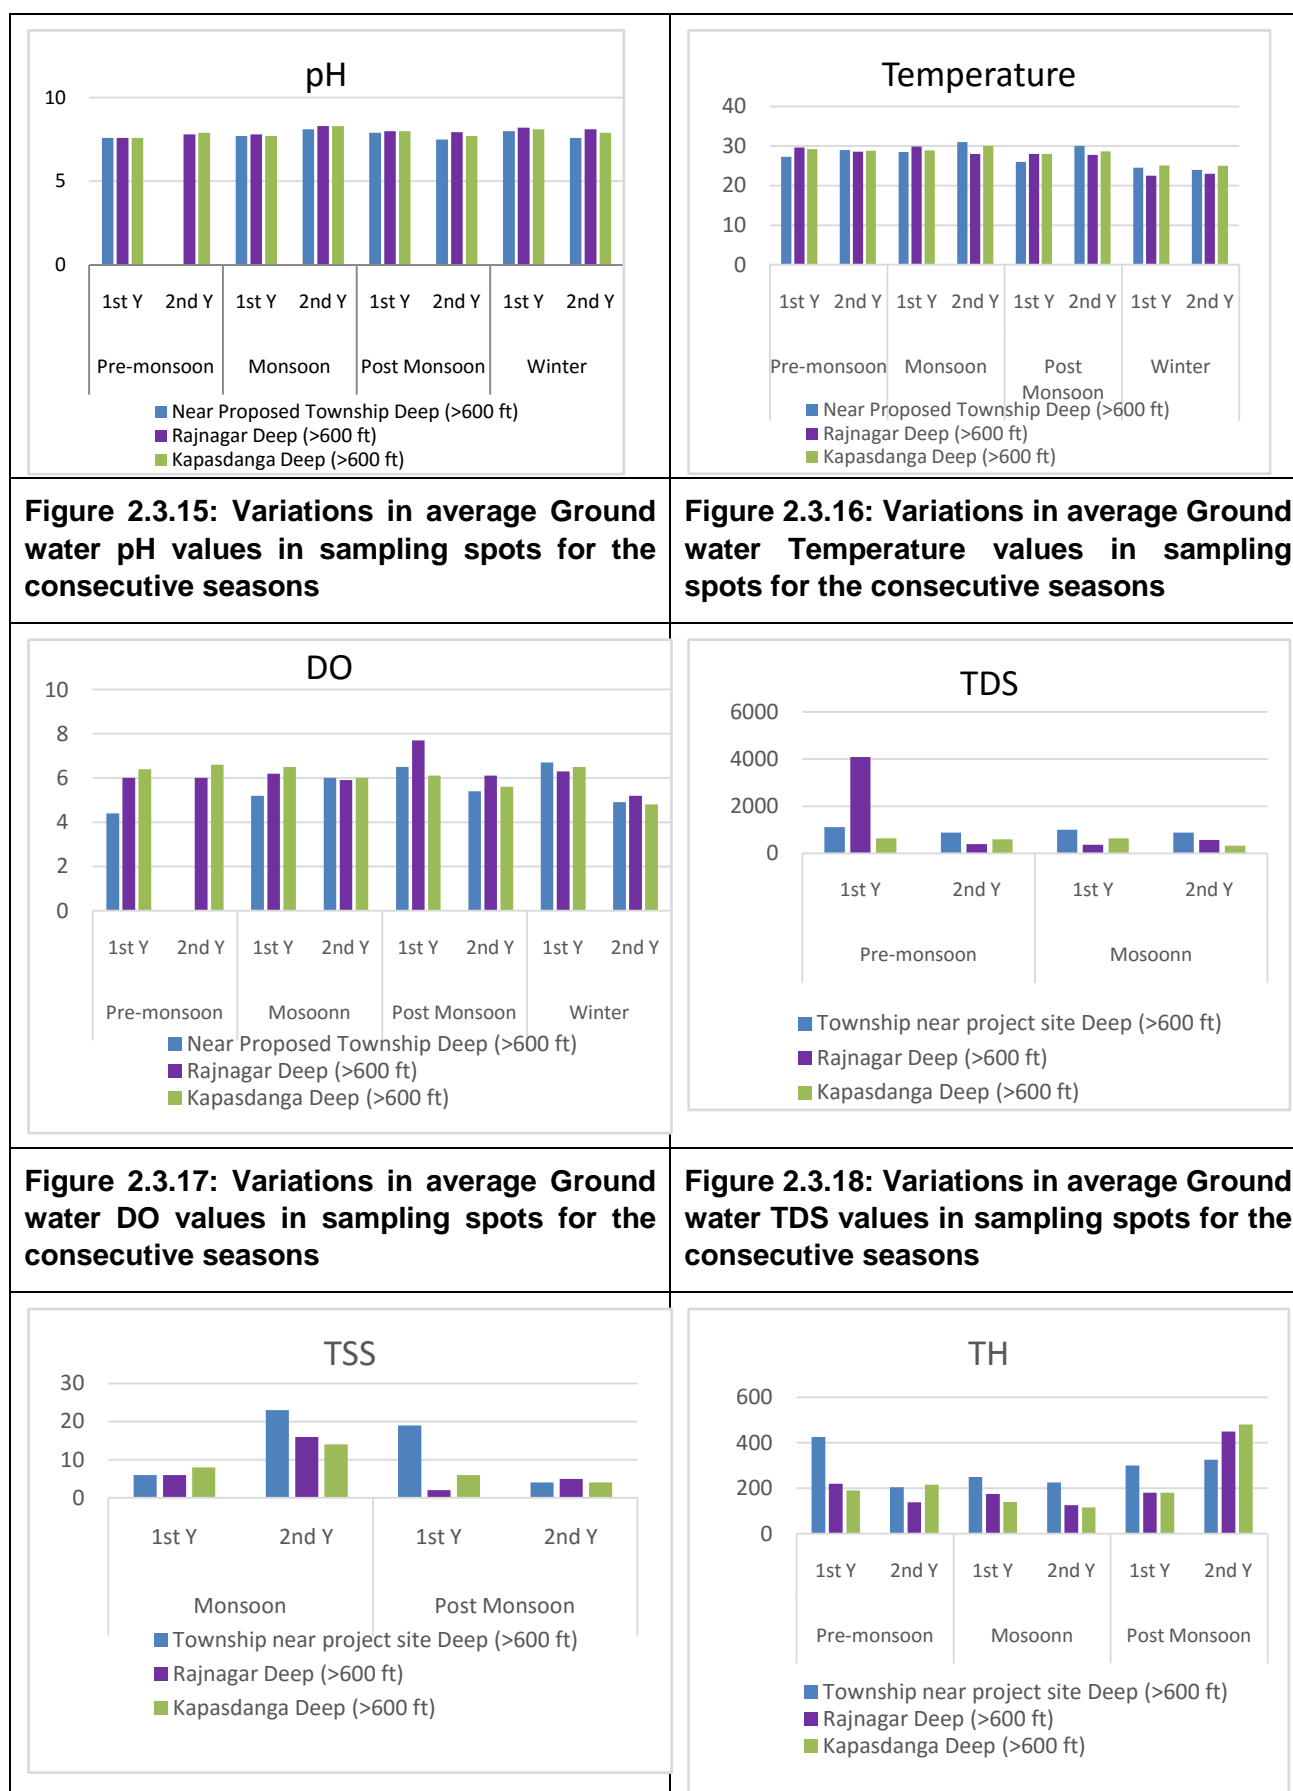 pH
10
5
0
1st Y 2nd Y 1st Y 2nd Y 1st Y 2nd Y 1st Y 2nd Y
Pre-monsoon Monsoon Post Monsoon Winter
Near Proposed Township Deep (>600 ft)
Rajnagar Deep (>600 ft)
Kapasdanga Deep (>600 ft)
Temperature
40
30
20
10
0
1st Y 2nd Y 1st Y 2nd Y 1st Y 2nd Y 1st Y 2nd Y
Pre-monsoon Monsoon Post Winter
Monsoon
Near Proposed Township Deep (>600 ft)
Rajnagar Deep (>600 ft)
Kapasdanga Deep (>600 ft)
Figure 2.3.15: Variations in average Ground
water pH values in sampling spots for the
consecutive seasons
Figure 2.3.16: Variations in average Ground
water Temperature values in sampling
spots for the consecutive seasons
DO
10
8
6
4
2
0
1st Y 2nd Y 1st Y 2nd Y 1st Y 2nd Y 1st Y 2nd Y
Pre-monsoon Mosoonn Post Monsoon Winter
Near Proposed Township Deep (>600 ft)
Rajnagar Deep (>600 ft)
Kapasdanga Deep (>600 ft)
TDS
6000
4000
2000
0
1st Y 2nd Y 1st Y 2nd Y
Pre-monsoon Mosoonn
Township near project site Deep (>600 ft)
Rajnagar Deep (>600 ft)
Kapasdanga Deep (>600 ft)
Figure 2.3.17: Variations in average Ground
water DO values in sampling spots for the
consecutive seasons
Figure 2.3.18: Variations in average Ground
water TDS values in sampling spots for the
consecutive seasons
TSS
30
20
10
0
1st Y 2nd Y 1st Y 2nd Y
Monsoon Post Monsoon
Township near project site Deep (>600 ft)
Rajnagar Deep (>600 ft)
Kapasdanga Deep (>600 ft)
TH
600
400
200
0
1st Y 2nd Y 1st Y 2nd Y 1st Y 2nd Y
Pre-monsoon Mosoonn Post Monsoon
Township near project site Deep (>600 ft)
Rajnagar Deep (>600 ft)
Kapasdanga Deep (>600 ft)